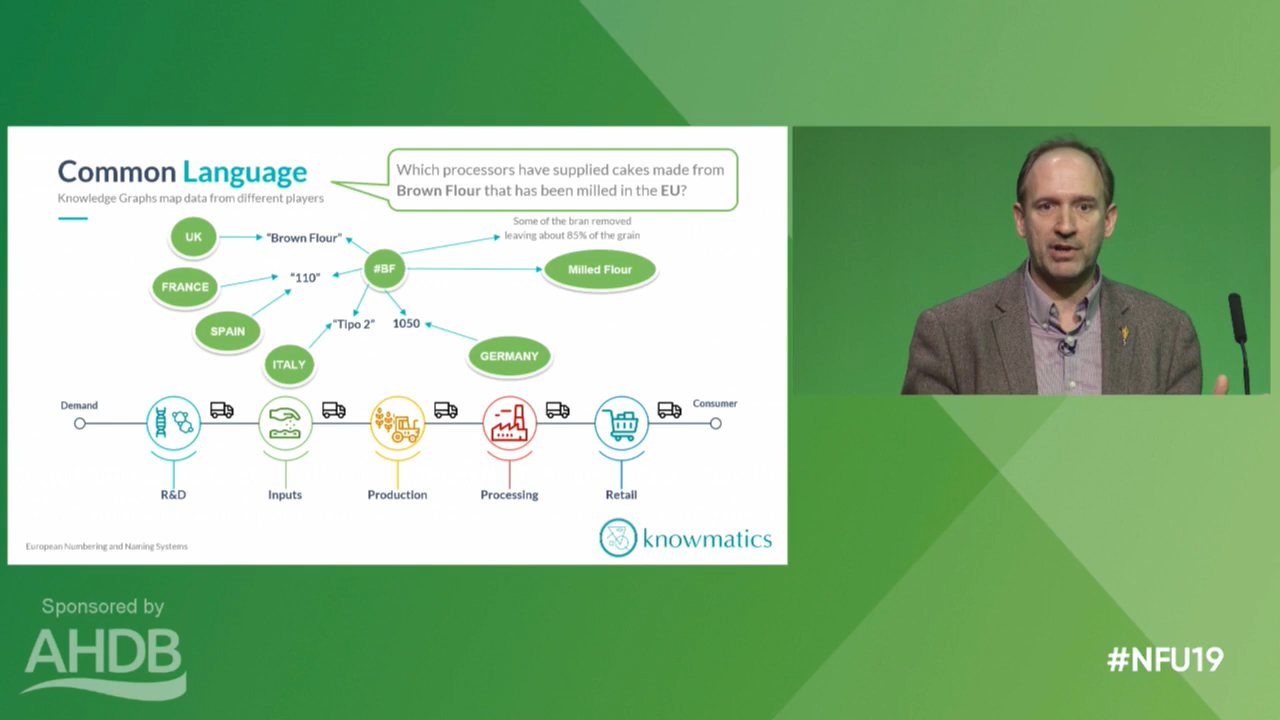 Common Language
Knowledge Graphs map data from different players
Which processors have supplied cakes made from
Brown Flour that has been milled in the EU?
Some of the bran removed
leaving about 85% of the grain
UK
"Brown Flour"
#BF
Milled Flour
FRANCE
"110"
SPAIN
"Tipo 2"
1050
ITALY
GERMANY
Demand
Consumer
R&D
Inputs
Production
Processing
Retail
European Numbering and Naming Systems
knowmatics
Sponsored by
AHDB
#NFU19